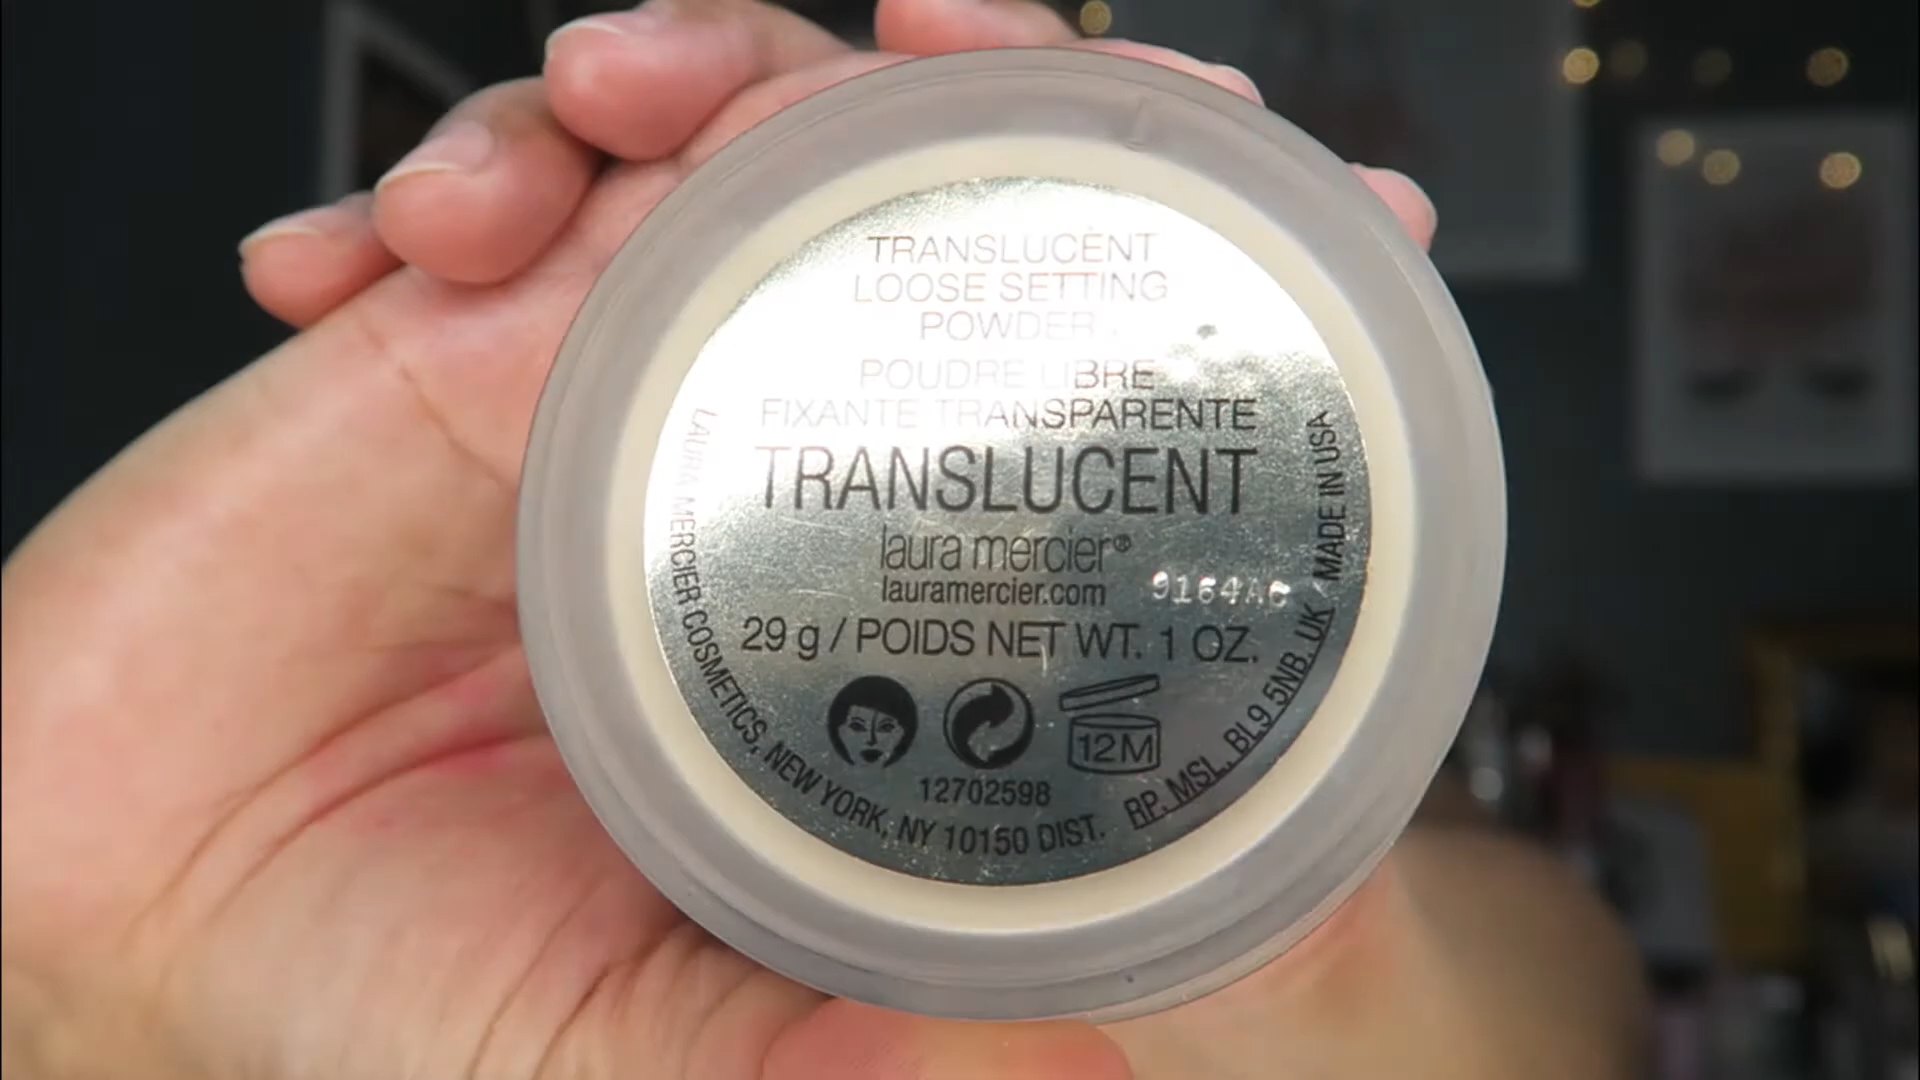 TRANSLUCENT
LOOSE SETTING
POWDER
POUDRE LIBRE
FIXANTE TRANSPARENTE
TRANSLUCENT
laura mercier®
lauramercier.com
9164AC
29 g / POIDS NET WT. 1 OZ.
12M
12702598
LAURA MERCIER COSMETICS, NEW YORK, NY 10150 DIST.
RP. MSL. BL9 5NB. UK / MADE IN USA